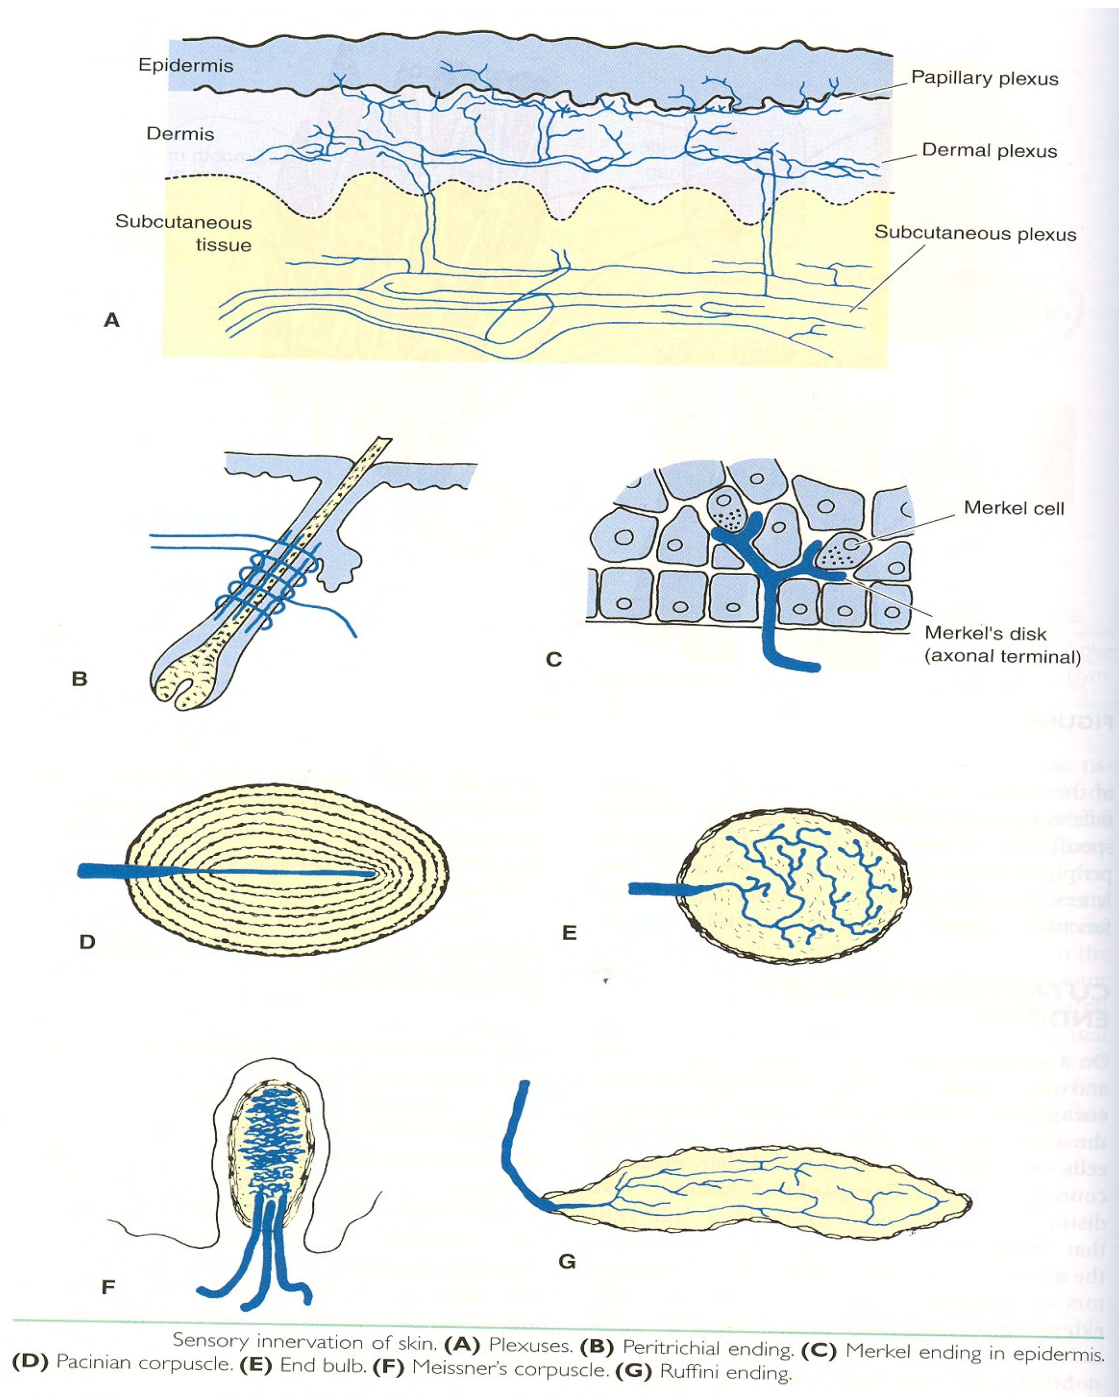 Epidermis
Papillary plexus
Dermis
Dermal plexus
Subcutaneous
tissue
Subcutaneous plexus
A
B
Merkel cell
Merkel's disk
(axonal terminal)
C
D
E
F
G
Sensory innervation of skin. (A) Plexuses. (B) Peritrichial ending. (C) Merkel ending in epidermis.
(D) Pacinian corpuscle. (E) End bulb. (F) Meissner's corpuscle. (G) Ruffini ending.